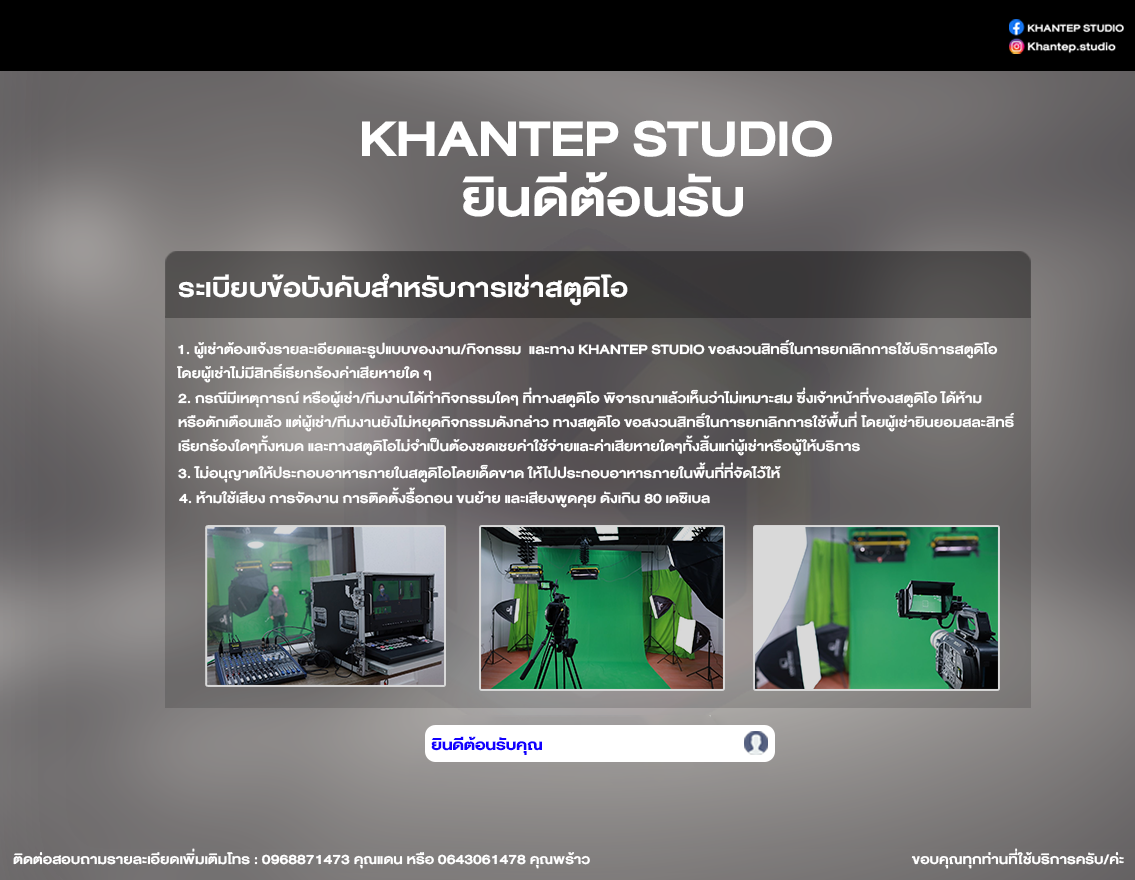 KHANTEP STUDIO
Khantep.studio
KHANTEP STUDIO
ยินดีต้อนรับ
ระเบียบข้อบังคับสำหรับการเช่าสตูดิโอ
1. ผู้เช่าต้องแจ้งรายละเอียดและรูปแบบของงาน/กิจกรรม และทาง KHANTEP STUDIO ขอสงวนสิทธิ์ในการยกเลิกการใช้บริการสตูดิโอ
โดยผู้เช่าไม่มีสิทธิ์เรียกร้องค่าเสียหายใด ๆ
2. กรณีมีเหตุการณ์ หรือผู้เช่า/ทีมงานได้ทำกิจกรรมใดๆ ที่ทางสตูดิโอ พิจารณาแล้วเห็นว่าไม่เหมาะสม ซึ่งเจ้าหน้าที่ของสตูดิโอ ได้ห้าม
หรือตักเตือนแล้ว แต่ผู้เช่า/ทีมงานยังไม่หยุดกิจกรรมดังกล่าว ทางสตูดิโอ ขอสงวนสิทธิ์ในการยกเลิกการใช้พื้นที่ โดยผู้เช่ายินยอมสละสิทธิ์
เรียกร้องใดๆทั้งหมด และทางสตูดิโอไม่จำเป็นต้องชดเชยค่าใช้จ่ายและค่าเสียหายใดๆทั้งสิ้นแก่ผู้เช่าหรือผู้ให้บริการ
3. ไม่อนุญาตให้ประกอบอาหารภายในสตูดิโอโดยเด็ดขาด ให้ไปประกอบอาหารภายในพื้นที่ที่จัดไว้ให้
4. ห้ามใช้เสียง การจัดงาน การติดตั้งรื้อถอน ขนย้าย และเสียงพูดคุย ดังเกิน 80 เดซิเบล
ยินดีต้อนรับคุณ
ติดต่อสอบถามรายละเอียดเพิ่มเติมโทร : 0968871473 คุณแดน หรือ 0643061478 คุณพร้าว
ขอบคุณทุกท่านที่ใช้บริการครับ/ค่ะ